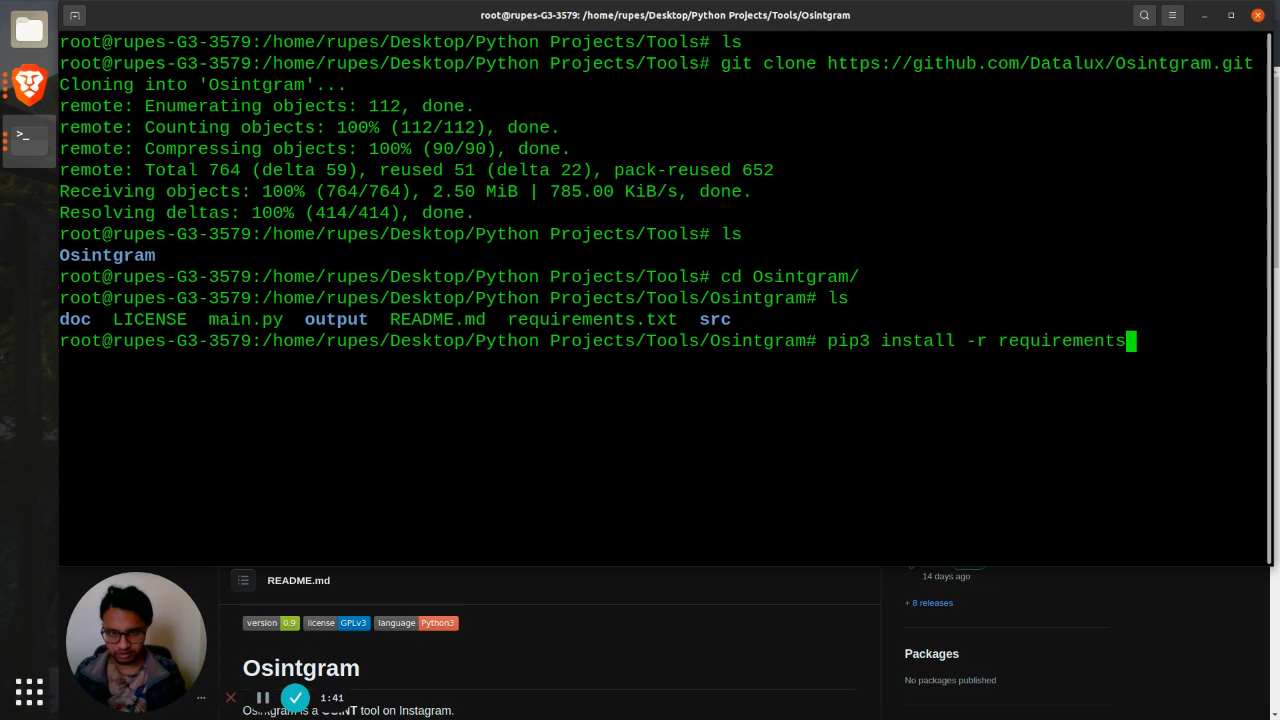 root@rupes-G3-3579: /home/rupes/Desktop/Python Projects/Tools/Osintgram
root@rupes-G3-3579:/home/rupes/Desktop/Python Projects/Tools# ls
root@rupes-G3-3579:/home/rupes/Desktop/Python Projects/Tools# git clone https://github.com/Datalux/Osintgram.git
Cloning into 'Osintgram'...
remote: Enumerating objects: 112, done.
remote: Counting objects: 100% (112/112), done.
remote: Compressing objects: 100% (90/90), done.
remote: Total 764 (delta 59), reused 51 (delta 22), pack-reused 652
Receiving objects: 100% (764/764), 2.50 MiB | 785.00 KiB/s, done.
Resolving deltas: 100% (414/414), done.
root@rupes-G3-3579:/home/rupes/Desktop/Python Projects/Tools# ls
Osintgram
root@rupes-G3-3579:/home/rupes/Desktop/Python Projects/Tools# cd Osintgram/
root@rupes-G3-3579:/home/rupes/Desktop/Python Projects/Tools/Osintgram# ls
doc LICENSE main.py output README.md requirements.txt src
root@rupes-G3-3579:/home/rupes/Desktop/Python Projects/Tools/Osintgram# pip3 install -r requirements
README.md
version 0.9 license GPLv3 language Python3
Osintgram
1:41
is a tool on Instagram.
14 days ago
+ 8 releases
Packages
No packages published